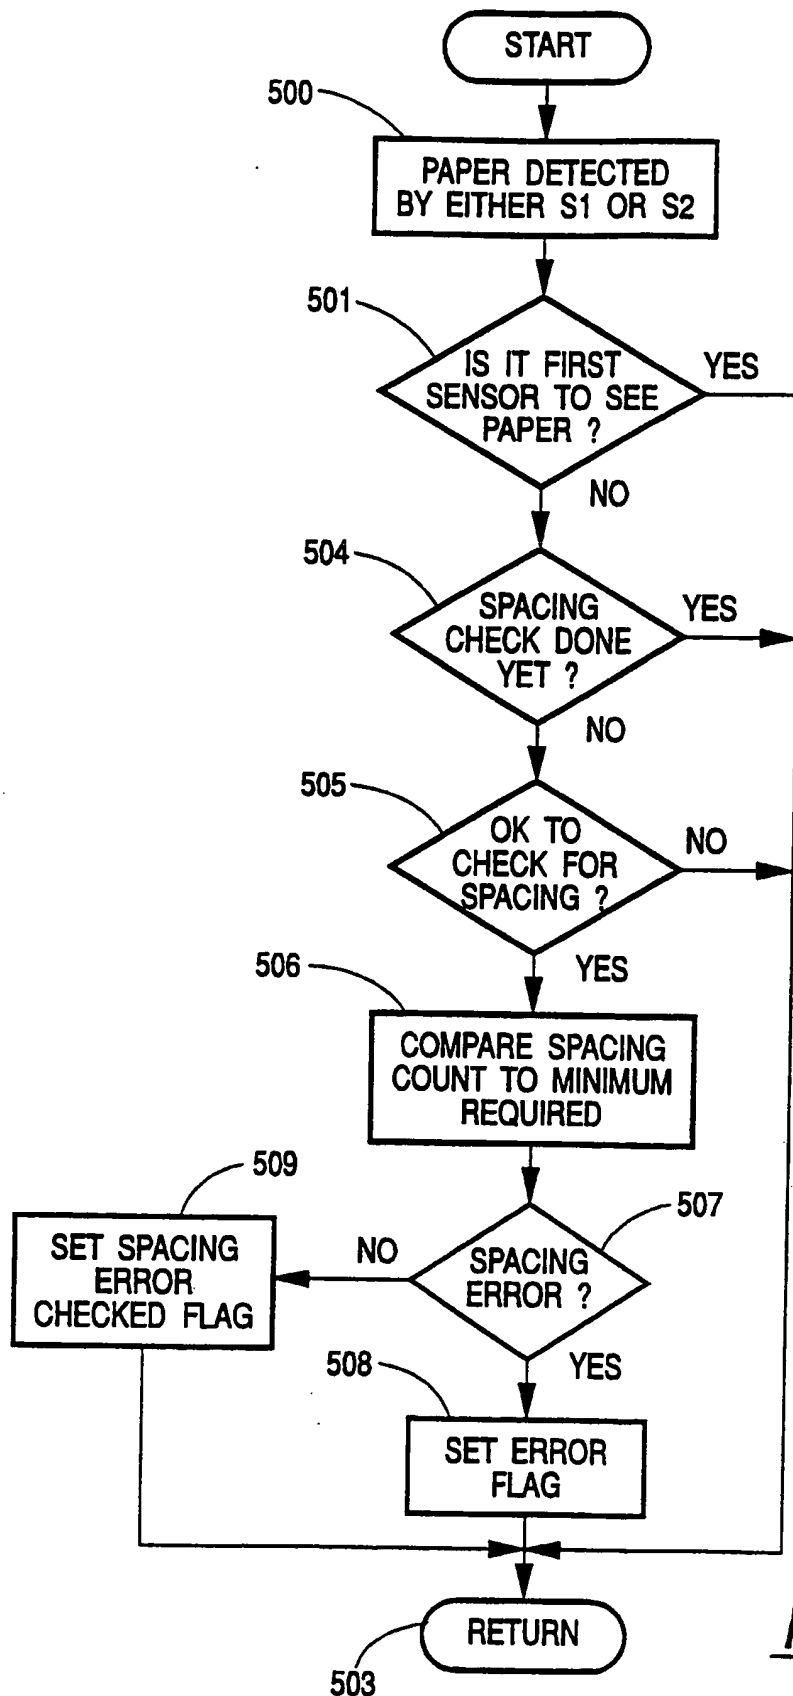 START
500
PAPER DETECTED
BY EITHER S1 OR S2
501
IS IT FIRST
SENSOR TO SEE
PAPER ?
YES
NO
504
SPACING
CHECK DONE
YET ?
YES
NO
505
OK TO
CHECK FOR
SPACING ?
NO
YES
506
COMPARE SPACING
COUNT TO MINIMUM
REQUIRED
509
SET SPACING
ERROR
CHECKED FLAG
NO
507
SPACING
ERROR ?
YES
508
SET ERROR
FLAG
RETURN
503